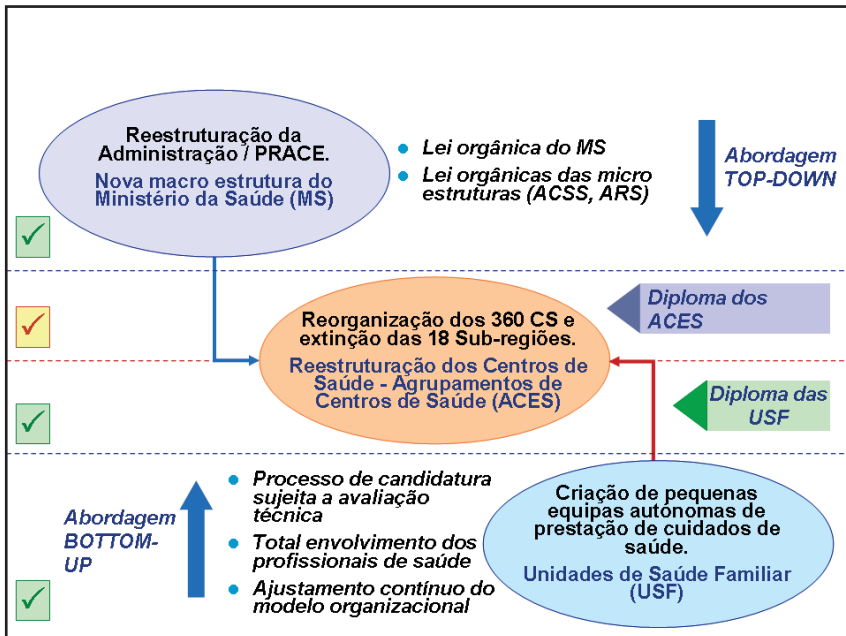 Reestruturação da
Administração / PRACE.
Nova macro estrutura do
Ministério da Saúde (MS)
• Lei orgânica do MS
• Lei orgânicas das micro
estruturas (ACSS, ARS)
Abordagem
TOP-DOWN
Reorganização dos 360 CS e
extinção das 18 Sub-regiões.
Reestruturação dos Centros de
Saúde - Agrupamentos de
Centros de Saúde (ACES)
Diploma dos
ACES
Diploma das
USF
Abordagem
BOTTOM-
UP
• Processo de candidatura
sujeita a avaliação
técnica
• Total envolvimento dos
profissionais de saúde
• Ajustamento contínuo do
modelo organizacional
Criação de pequenas
equipas autónomas de
prestação de cuidados de
saúde.
Unidades de Saúde Familiar
(USF)